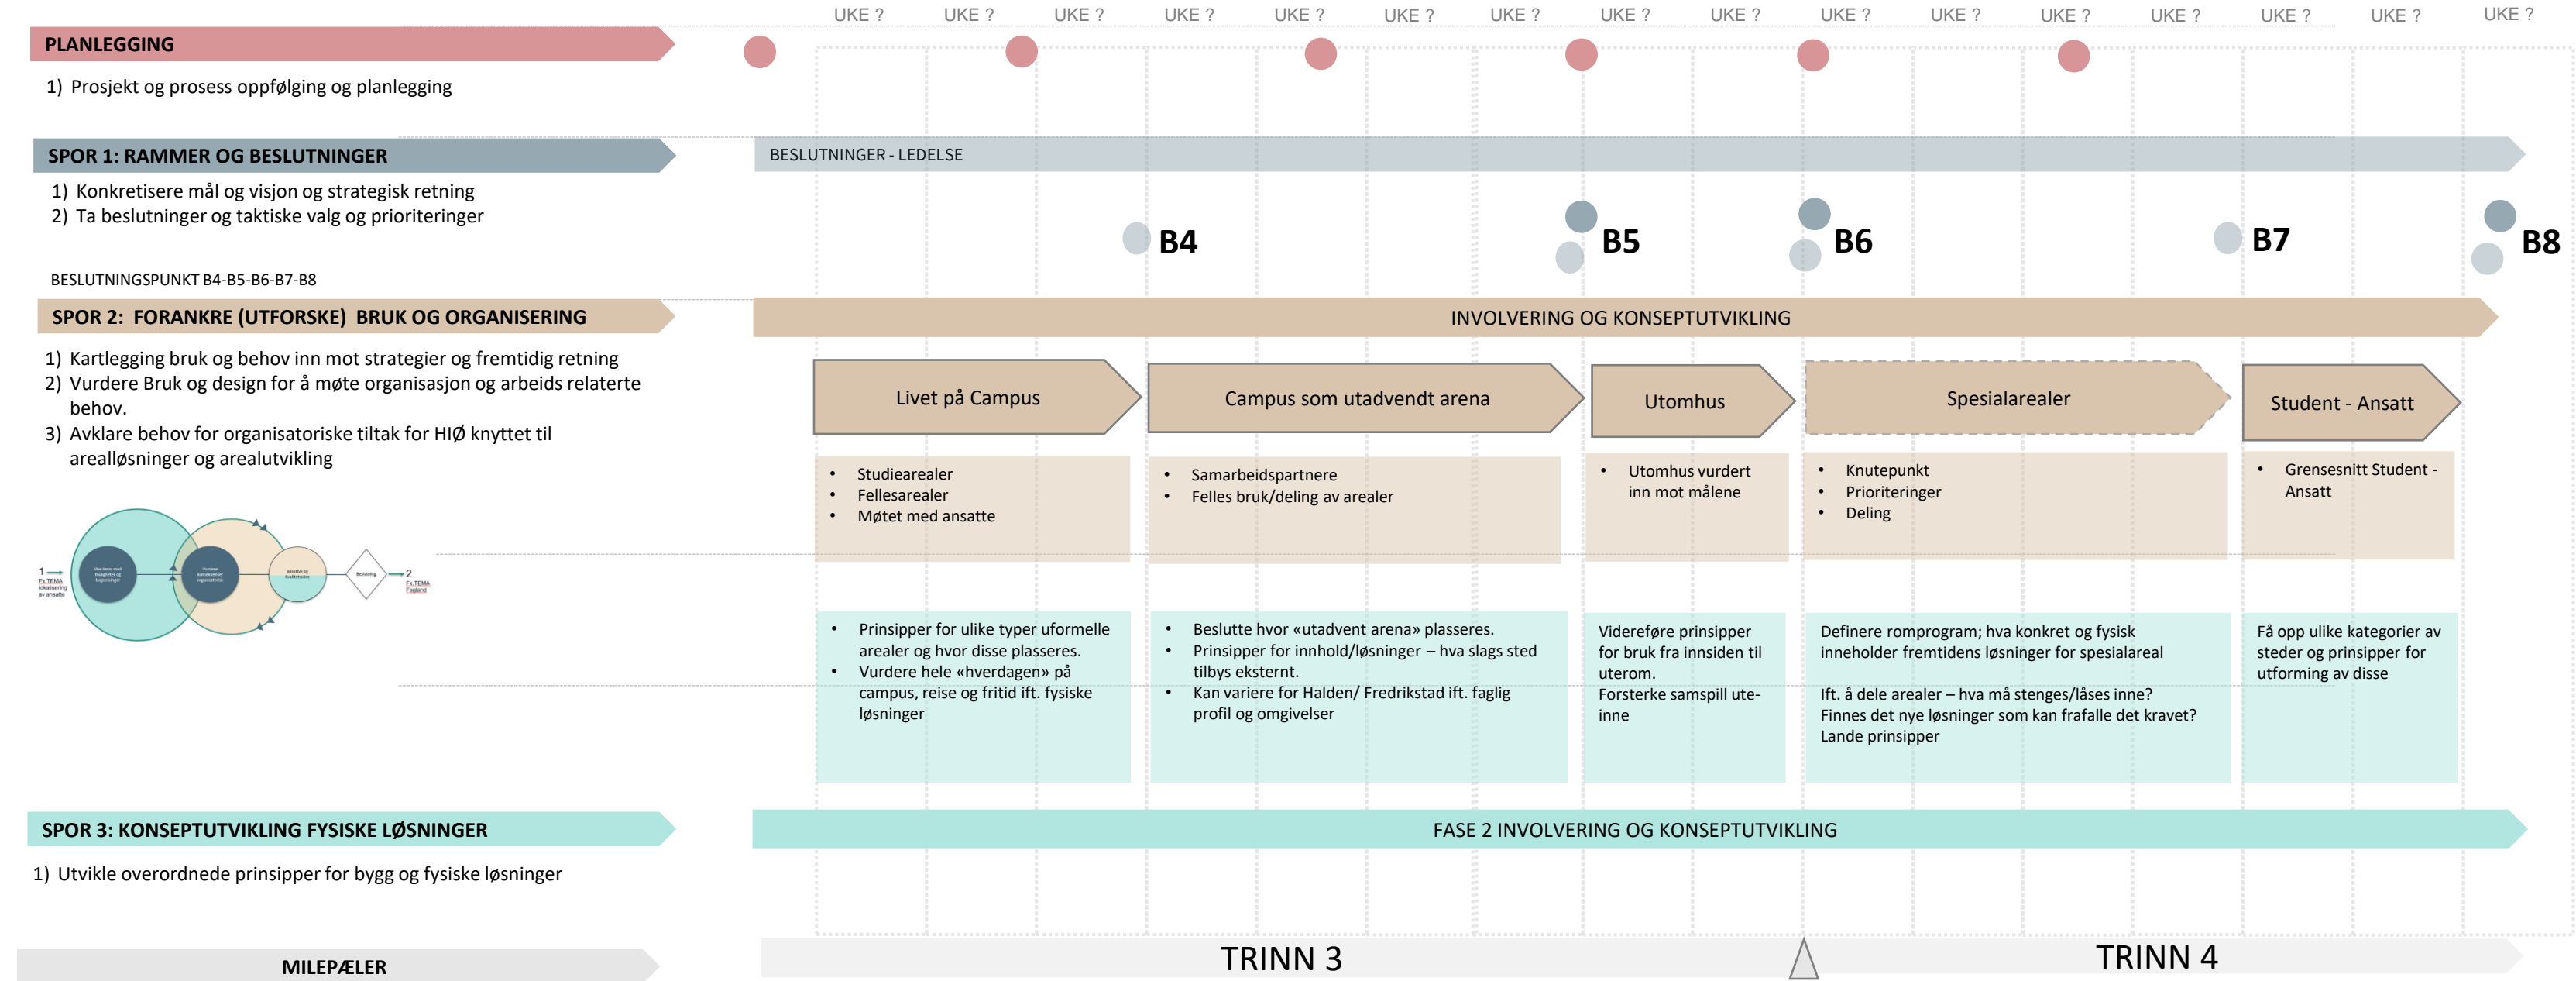 UKE ? UKE ? UKE ? UKE ? UKE ? UKE ? UKE ? UKE ? UKE ? UKE ? UKE ? UKE ? UKE ? UKE ? UKE ? UKE ?
PLANLEGGING
1) Prosjekt og prosess oppfølging og planlegging
SPOR 1: RAMMER OG BESLUTNINGER
BESLUTNINGER - LEDELSE
1) Konkretisere mål og visjon og strategisk retning
2) Ta beslutninger og taktiske valg og prioriteringer
B4
B5
B6
B7
B8
BESLUTNINGSPUNKT B4-B5-B6-B7-B8
SPOR 2: FORANKRE (UTFORSKE) BRUK OG ORGANISERING
INVOLVERING OG KONSEPTUTVIKLING
1) Kartlegging bruk og behov inn mot strategier og fremtidig retning
2) Vurdere Bruk og design for å møte organisasjon og arbeids relaterte
behov.
3) Avklare behov for organisatoriske tiltak for HIØ knyttet til
arealløsninger og arealutvikling
Livet på Campus
Campus som utadvendt arena
Utomhus
Spesialarealer
Student - Ansatt
• Studiearealer
• Fellesarealer
• Møtet med ansatte
• Samarbeidspartnere
• Felles bruk/deling av arealer
• Utomhus vurdert
inn mot målene
• Knutepunkt
• Prioriteringer
• Deling
• Grensesnitt Student -
Ansatt
1
Fx.TEMA
lokalisering
av ansatte
Beslutning
2
Fx.TEMA
Fagland
• Prinsipper for ulike typer uformelle
arealer og hvor disse plasseres.
• Vurdere hele «hverdagen» på
campus, reise og fritid ift. fysiske
løsninger
• Beslutte hvor «utadvent arena» plasseres.
• Prinsipper for innhold/løsninger – hva slags sted
tilbys eksternt.
• Kan variere for Halden/ Fredrikstad ift. faglig
profil og omgivelser
Videreføre prinsipper
for bruk fra innsiden til
uterom.
Forsterke samspill ute-
inne
Definere romprogram; hva konkret og fysisk
inneholder fremtidens løsninger for spesialareal
Ift. å dele arealer – hva må stenges/låses inne?
Finnes det nye løsninger som kan frafalle det kravet?
Lande prinsipper
Få opp ulike kategorier av
steder og prinsipper for
utforming av disse
SPOR 3: KONSEPTUTVIKLING FYSISKE LØSNINGER
FASE 2 INVOLVERING OG KONSEPTUTVIKLING
1) Utvikle overordnede prinsipper for bygg og fysiske løsninger
MILEPÆLER
TRINN 3
TRINN 4